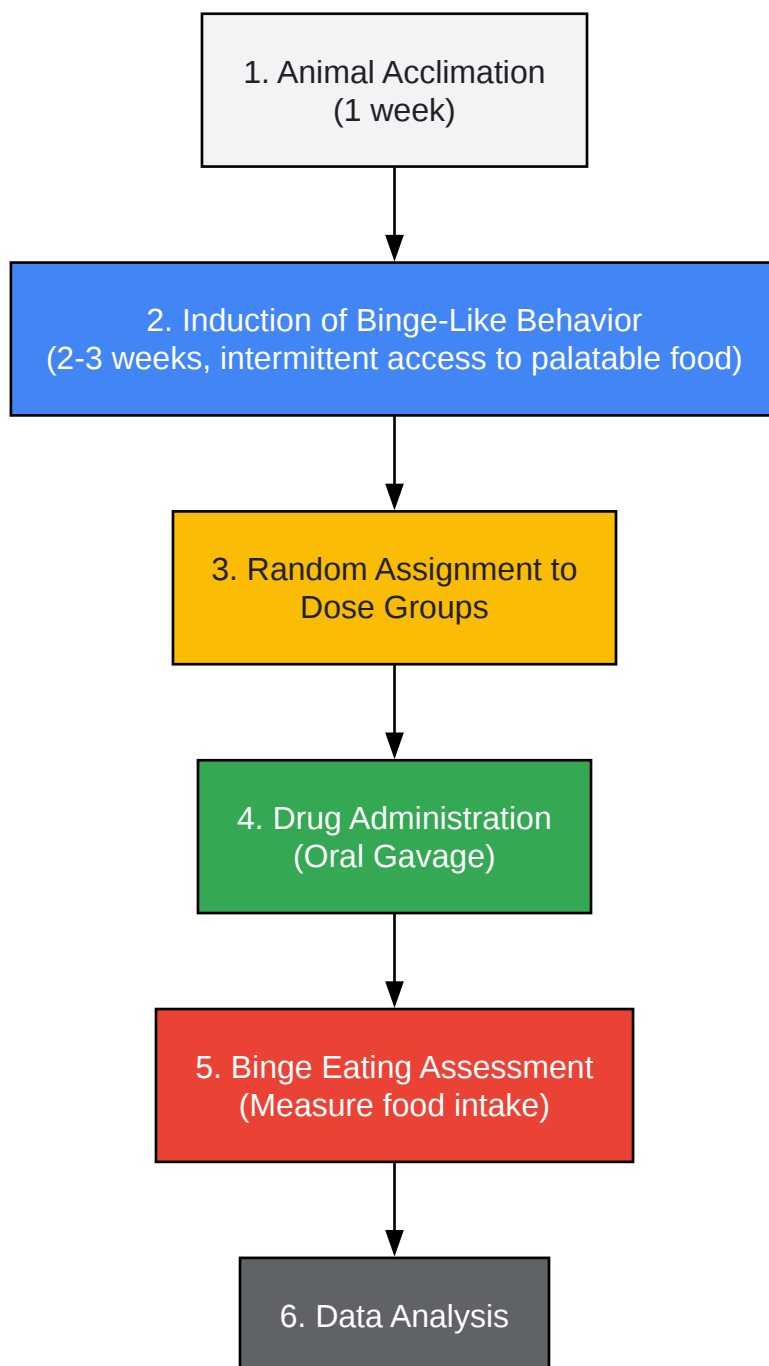 1. Animal Acclimation
(1 week)
2. Induction of Binge-Like Behavior
(2-3 weeks, intermittent access to palatable food)
3. Random Assignment to
Dose Groups
4. Drug Administration
(Oral Gavage)
5. Binge Eating Assessment
(Measure food intake)
6. Data Analysis